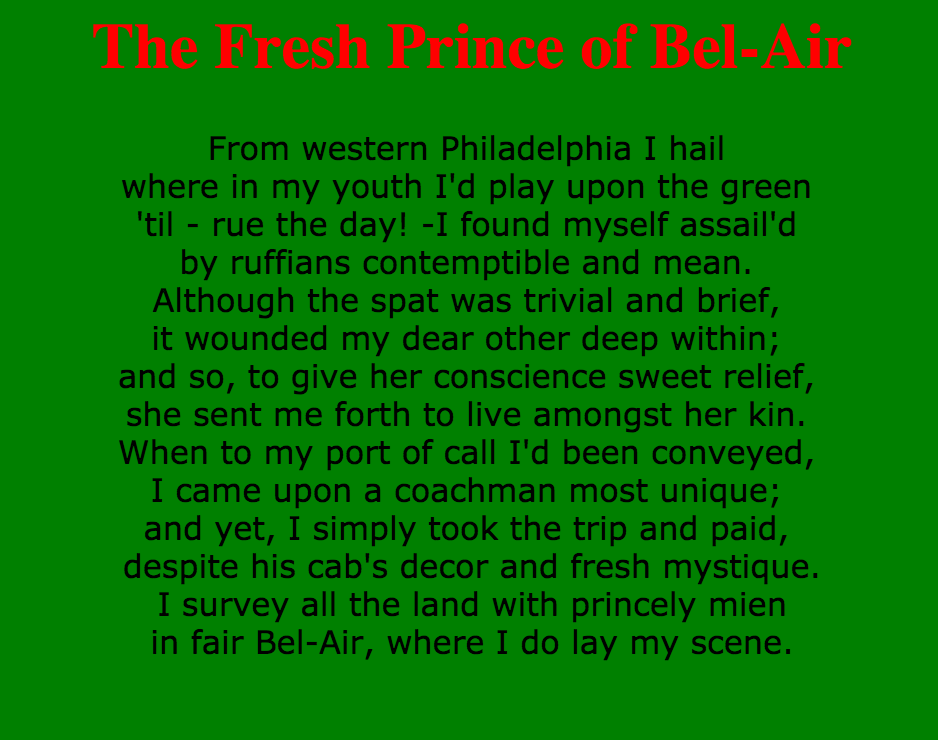 The Fresh Prince of Bel-Air
From western Philadelphia I hail
where in my youth I'd play upon the green
'til - rue the day! -I found myself assail'd
by ruffians contemptible and mean.
Although the spat was trivial and brief,
it wounded my dear other deep within;
and so, to give her conscience sweet relief,
she sent me forth to live amongst her kin.
When to my port of call I'd been conveyed,
I came upon a coachman most unique;
and yet, I simply took the trip and paid,
despite his cab's decor and fresh mystique.
I survey all the land with princely mien
in fair Bel-Air, where I do lay my scene.